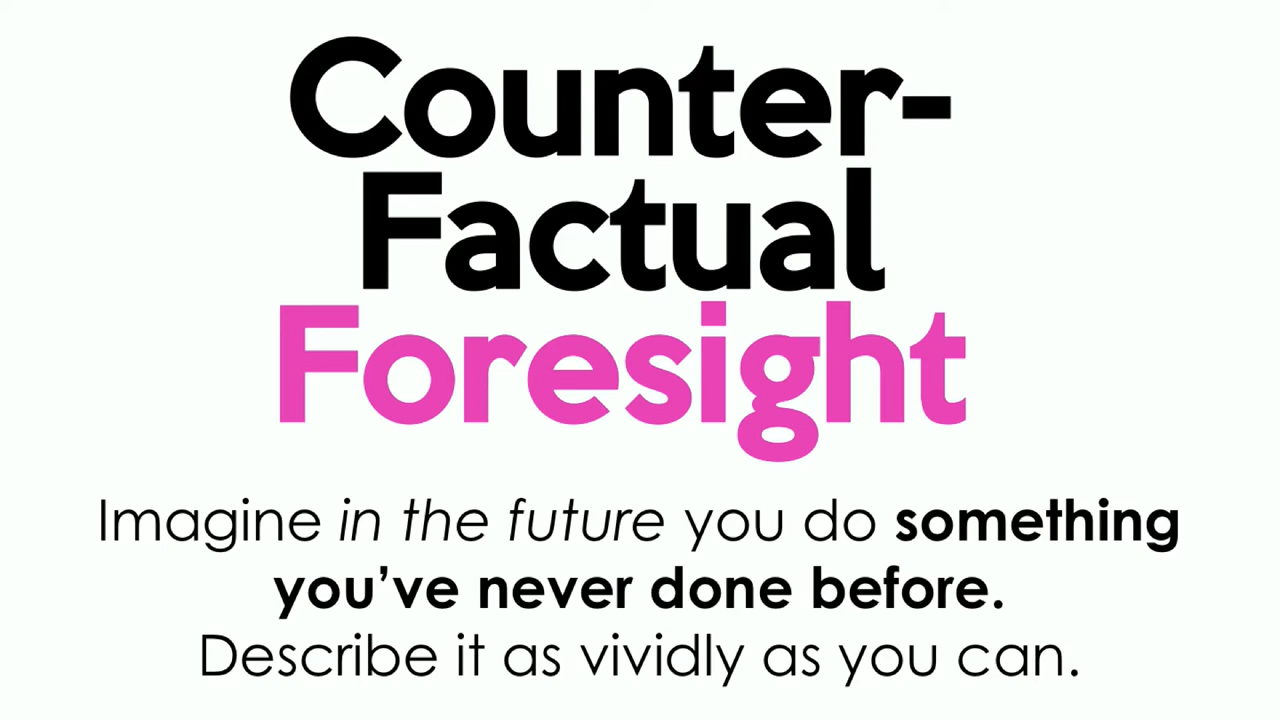 Counter-
Factual
Foresight
Imagine in the future you do something
you’ve never done before.
Describe it as vividly as you can.